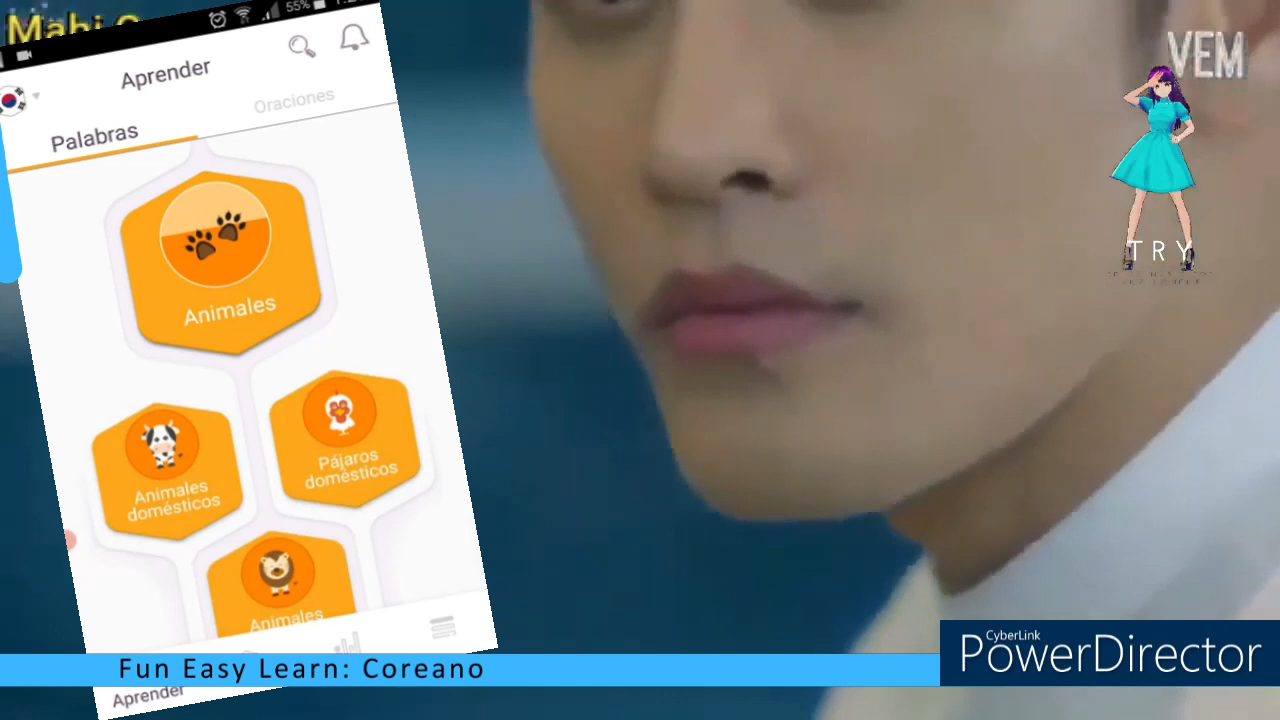 Mahi
55%
Aprender
Palabras
Oraciones
Animales
Animales
domésticos
Pájaros
domésticos
Animales
Aprender
Fun Easy Learn: Coreano
VEM
TRY
CyberLink
PowerDirector